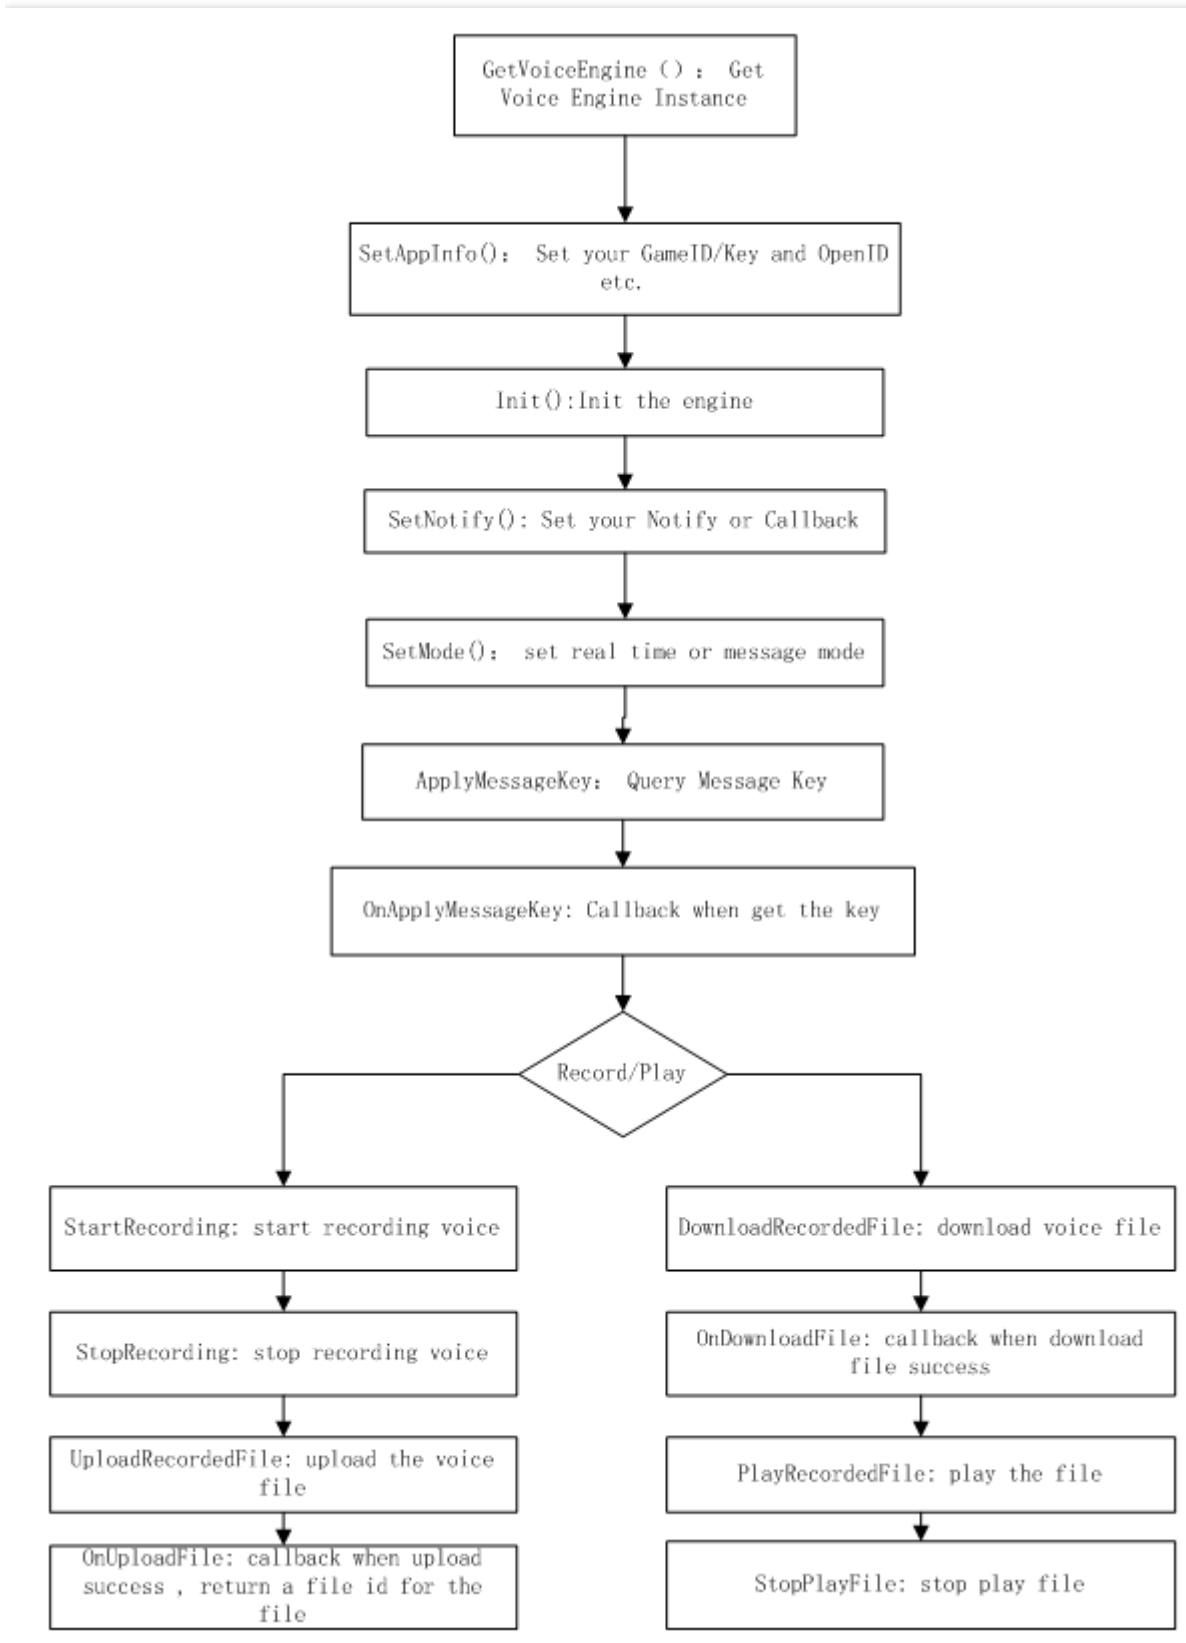 GetVoiceEngine（）： Get
Voice Engine Instance
SetAppInfo()： Set your GameID/Key and OpenID
etc.
Init():Init the engine
SetNotify(): Set your Notify or Callback
SetMode()： set real time or message mode
ApplyMessageKey： Query Message Key
OnApplyMessageKey: Callback when get the key
Record/Play
StartRecording: start recording voice
StopRecording: stop recording voice
UploadRecordedFile: upload the voice
file
OnUploadFile: callback when upload
success , return a file id for the
file
DownloadRecordedFile: download voice file
OnDownloadFile: callback when download
file success
PlayRecordedFile: play the file
StopPlayFile: stop play file